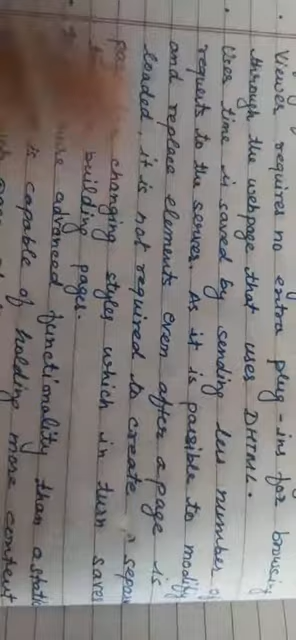 Viewer requires no extra plug-ins for browsing
through the webpage that uses DHTML.
User time is saved by sending less number of
requests to the server. As it is possible to modify
and replace elements even after a page is
loaded, it is not required to create separ
changing styles which in turn saves
building pages.
more advanced functionality than a static
is capable of holding more content